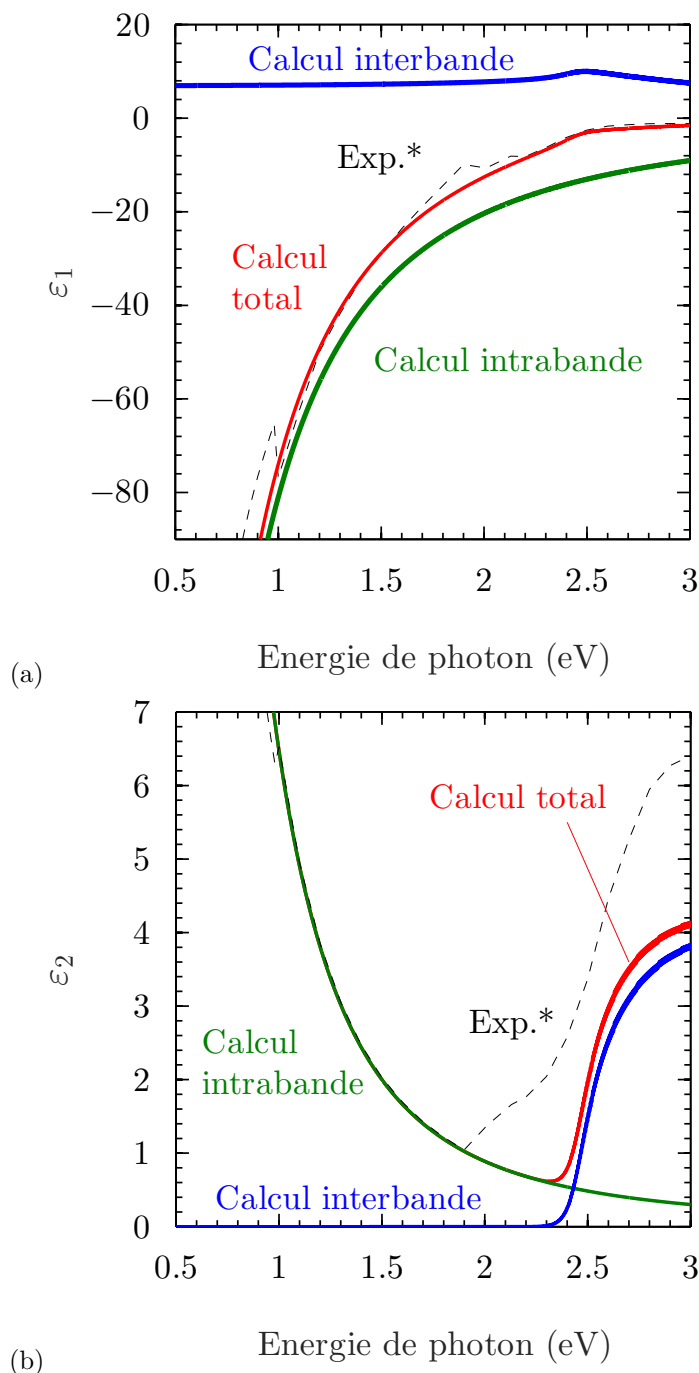 20
Calcul interbande
0
Exp.*
−20
Calcul
total
ε1
−40
Calcul intrabande
−60
−80
0.5 1 1.5 2 2.5 3
Energie de photon (eV)
(a)
7
6
Calcul total
5
4
ε2
3
Exp.*
Calcul
intrabande
2
1
Calcul interbande
0
0.5 1 1.5 2 2.5 3
Energie de photon (eV)
(b)